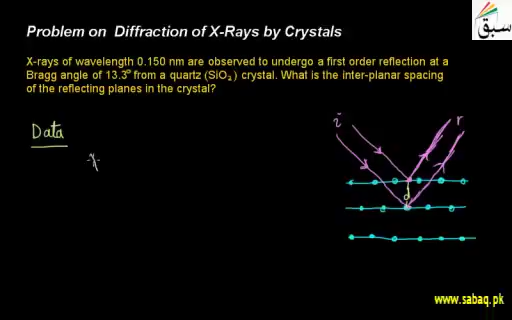 Problem on Diffraction of X-Rays by Crystals
سبق
X-rays of wavelength 0.150 nm are observed to undergo a first order reflection at a
Bragg angle of 13.3° from a quartz (SiO₂) crystal. What is the inter-planar spacing
of the reflecting planes in the crystal?
Data
i r
d
www.sabaq.pk